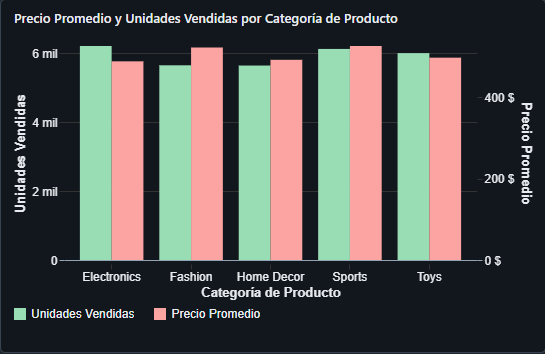 Precio Promedio y Unidades Vendidas por Categoría de Producto
6 mil
4 mil
2 mil
0
Unidades Vendidas
400 $
200 $
0 $
Precio Promedio
Electronics Fashion Home Decor Sports Toys
Categoría de Producto
Unidades Vendidas Precio Promedio